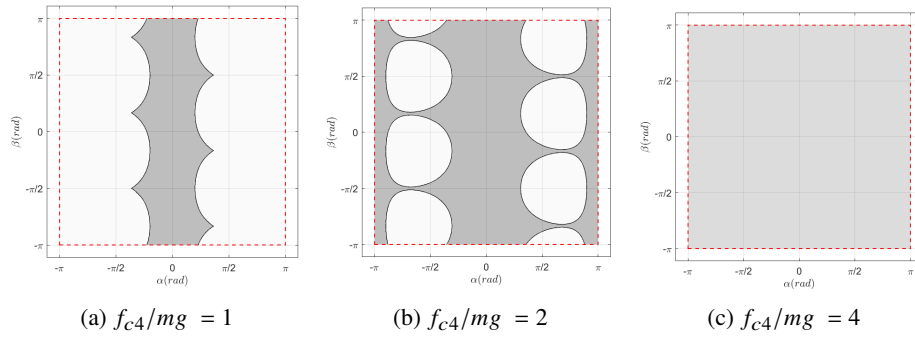 π
π/2
0
-π/2
-π
β(rad)
-π
-π/2
0
π/2
π
α(rad)
(a) f_{c4}/mg = 1
π
π/2
0
-π/2
-π
β(rad)
-π
-π/2
0
π/2
π
α(rad)
(b) f_{c4}/mg = 2
π
π/2
0
-π/2
-π
β(rad)
-π
-π/2
0
π/2
π
α(rad)
(c) f_{c4}/mg = 4